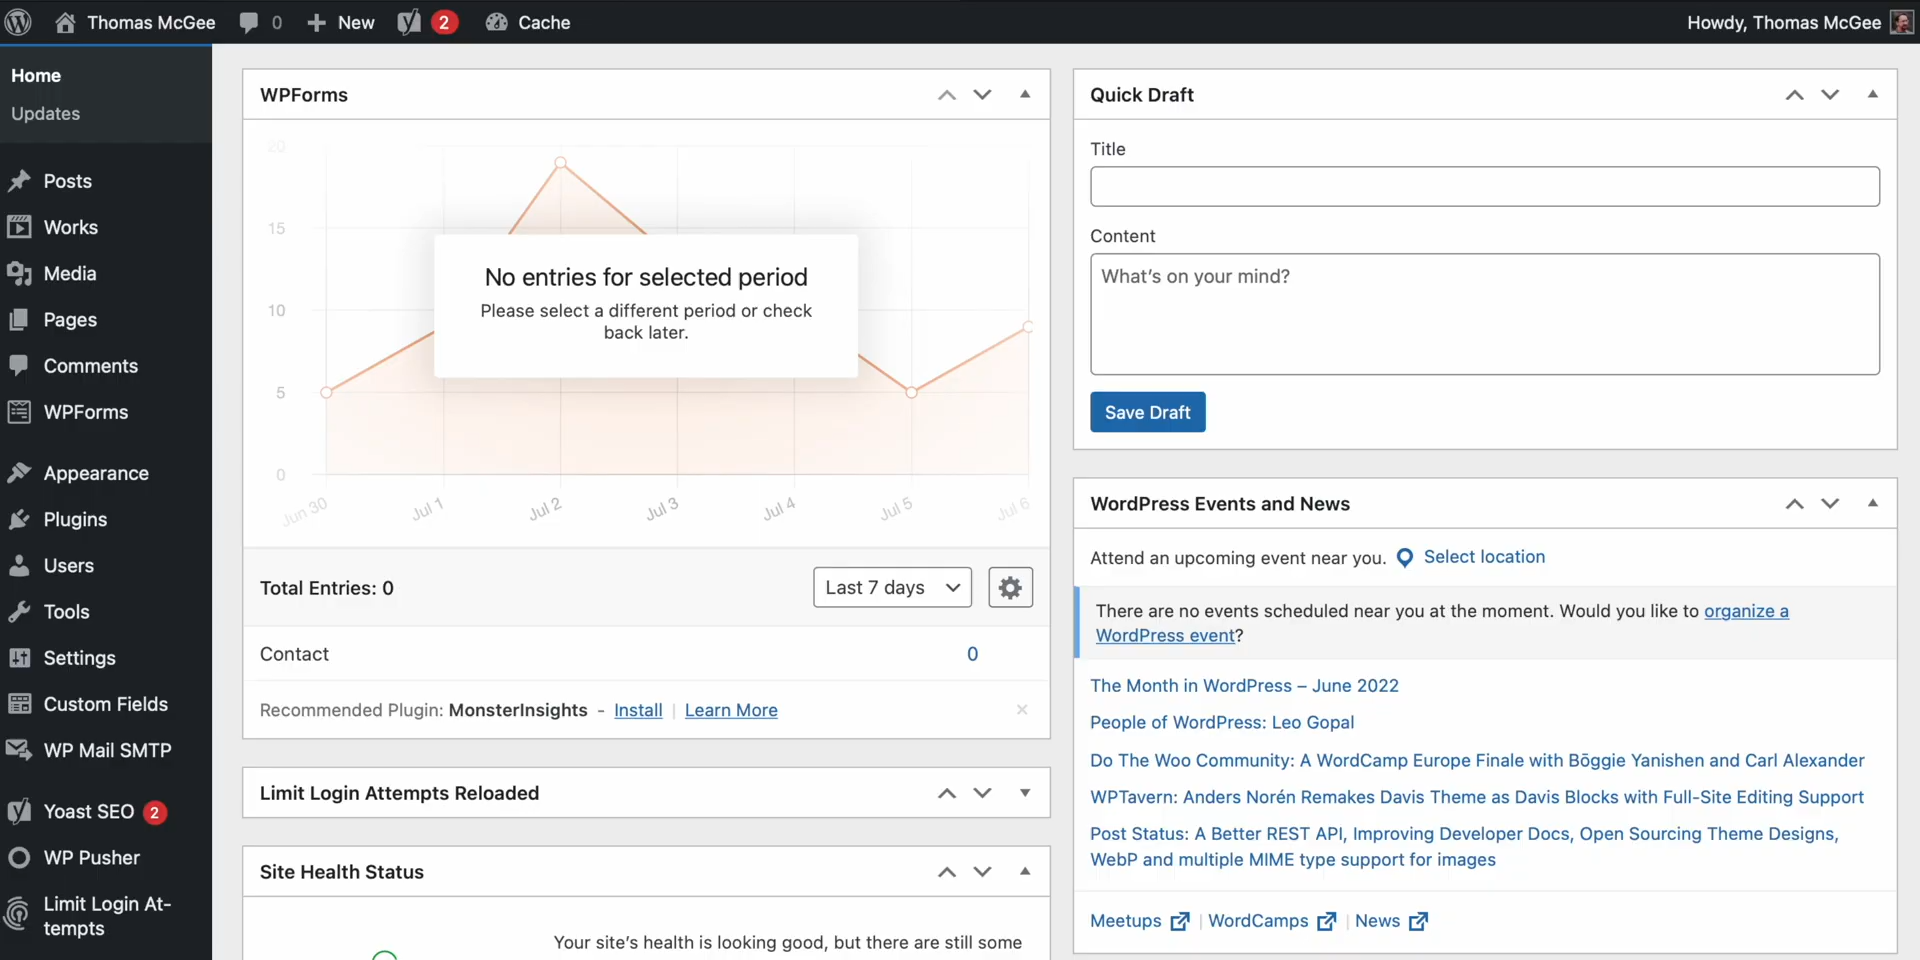 Thomas McGee
0
New
2
Cache
Howdy, Thomas McGee
Home
Updates
Posts
Works
Media
Pages
Comments
WPForms
Appearance
Plugins
Users
Tools
Settings
Custom Fields
WP Mail SMTP
Yoast SEO 2
WP Pusher
Limit Login At-
tempts
WPForms
20
15
10
5
0
Jun 30
Jul 1
Jul 2
Jul 3
Jul 4
Jul 5
Jul 6
No entries for selected period
Please select a different period or check
back later.
Total Entries: 0
Last 7 days
Contact
0
Recommended Plugin: MonsterInsights - Install | Learn More
Limit Login Attempts Reloaded
Site Health Status
Your site's health is looking good, but there are still some
Quick Draft
Title
Content
What's on your mind?
Save Draft
WordPress Events and News
Attend an upcoming event near you. Select location
There are no events scheduled near you at the moment. Would you like to organize a
WordPress event?
The Month in WordPress – June 2022
People of WordPress: Leo Gopal
Do The Woo Community: A WordCamp Europe Finale with Bōggie Yanishen and Carl Alexander
WPTavern: Anders Norén Remakes Davis Theme as Davis Blocks with Full-Site Editing Support
Post Status: A Better REST API, Improving Developer Docs, Open Sourcing Theme Designs,
WebP and multiple MIME type support for images
Meetups | WordCamps | News